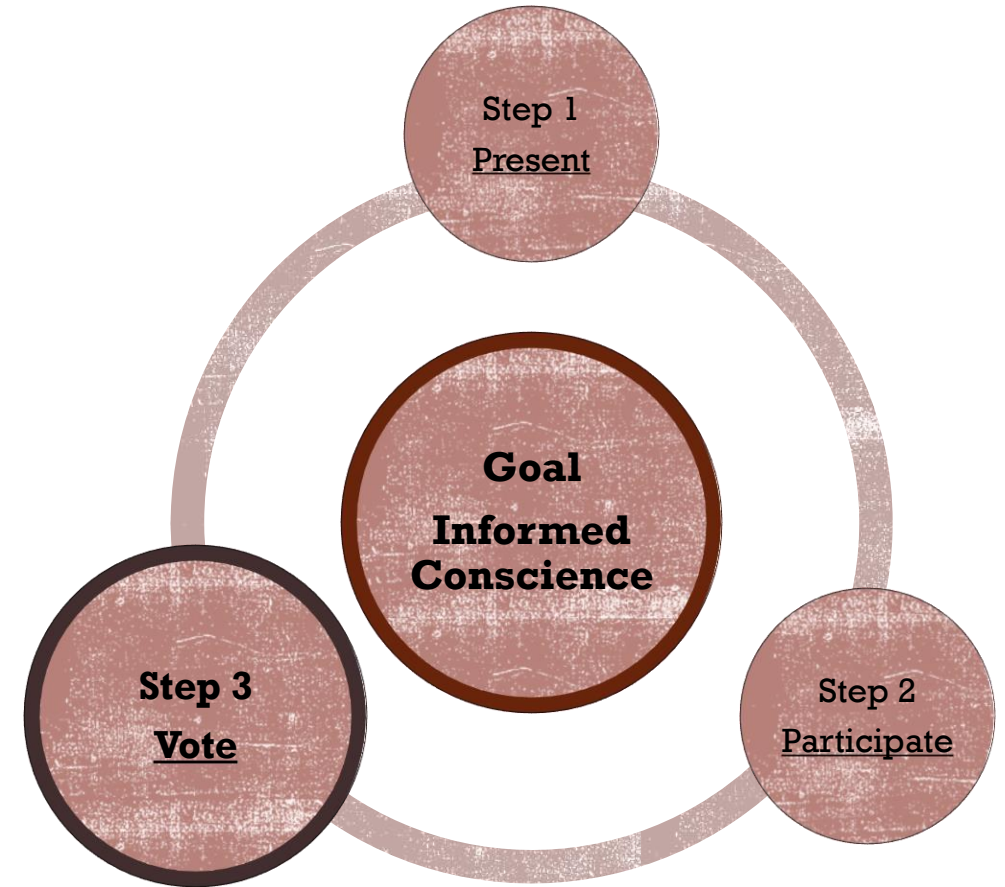 Step 1
Present
Goal
Informed
Conscience
Step 2
Participate
Step 3
Vote